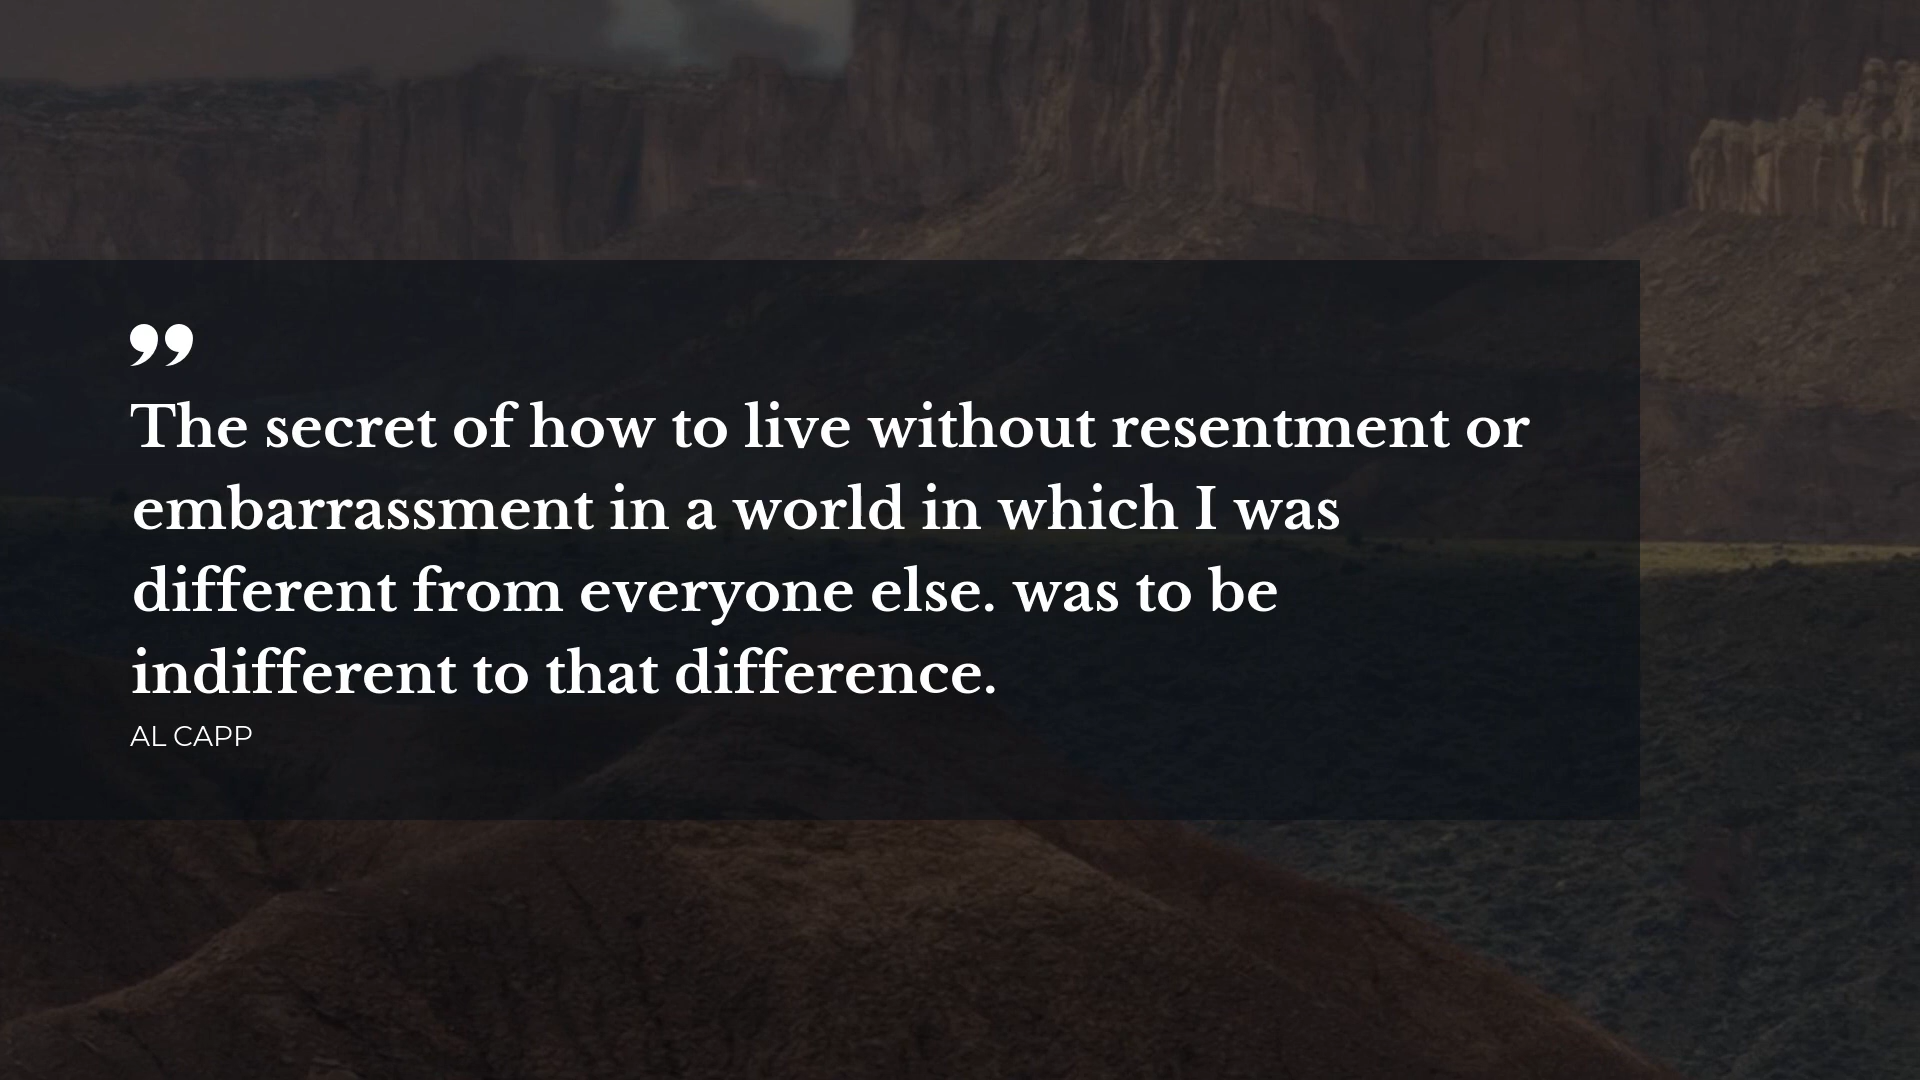 ”
The secret of how to live without resentment or
embarrassment in a world in which I was
different from everyone else. was to be
indifferent to that difference.
AL CAPP